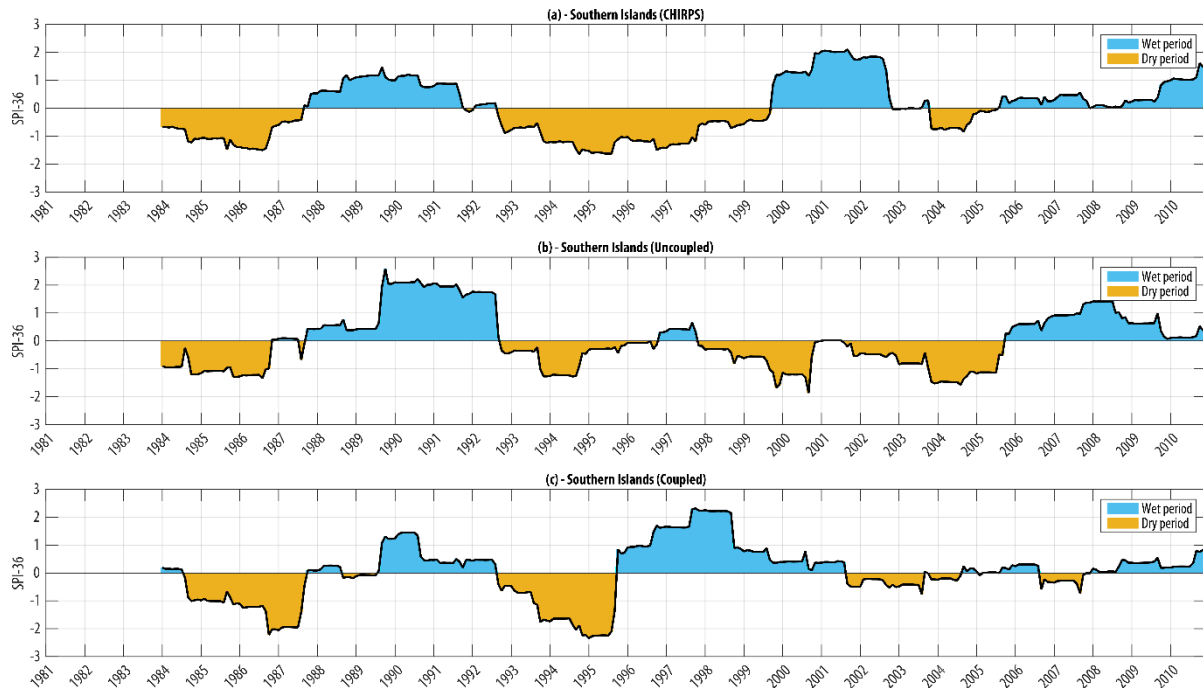 (a) - Southern Islands (CHIRPS)
3
2
1
0
-1
-2
-3
SPI-36
Wet period
Dry period
1981 1982 1983 1984 1985 1986 1987 1988 1989 1990 1991 1992 1993 1994 1995 1996 1997 1998 1999 2000 2001 2002 2003 2004 2005 2006 2007 2008 2009 2010
(b) - Southern Islands (Uncoupled)
3
2
1
0
-1
-2
-3
SPI-36
Wet period
Dry period
1981 1982 1983 1984 1985 1986 1987 1988 1989 1990 1991 1992 1993 1994 1995 1996 1997 1998 1999 2000 2001 2002 2003 2004 2005 2006 2007 2008 2009 2010
(c) - Southern Islands (Coupled)
3
2
1
0
-1
-2
-3
SPI-36
Wet period
Dry period
1981 1982 1983 1984 1985 1986 1987 1988 1989 1990 1991 1992 1993 1994 1995 1996 1997 1998 1999 2000 2001 2002 2003 2004 2005 2006 2007 2008 2009 2010